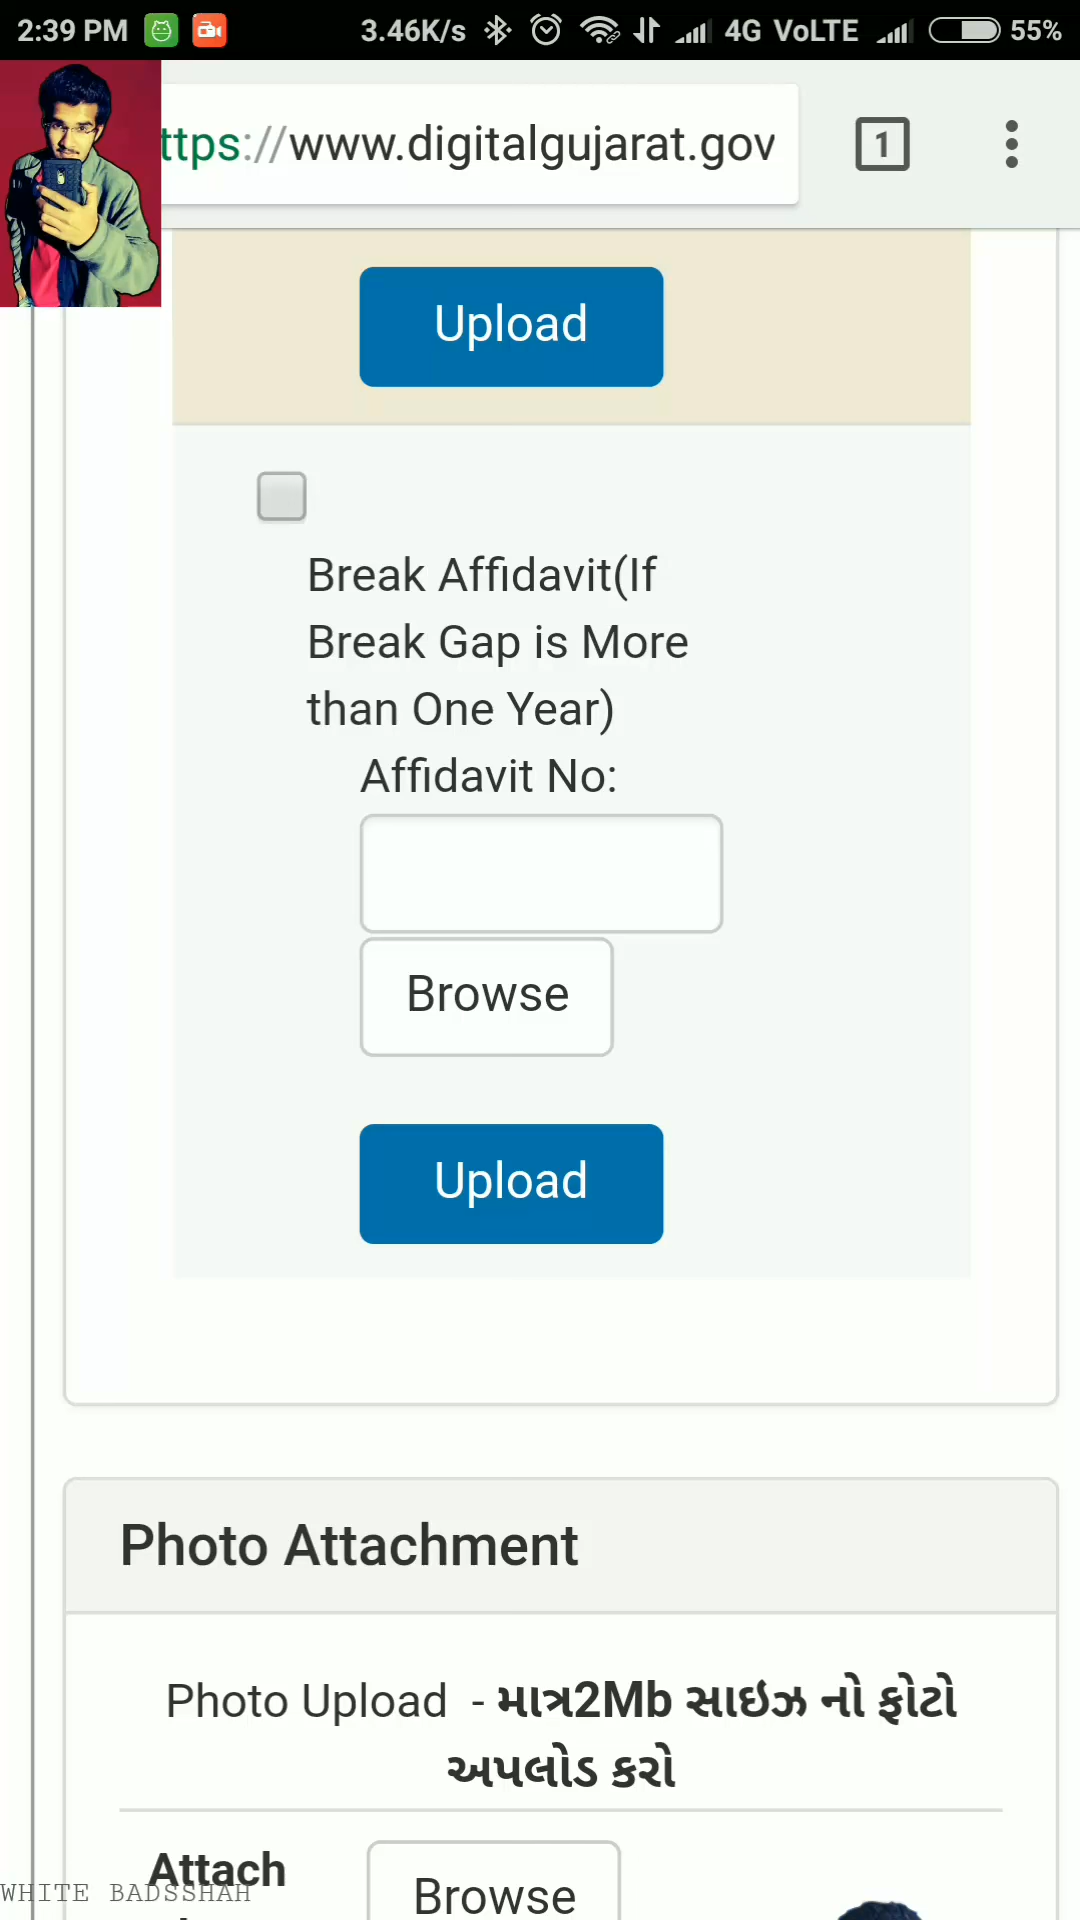 2:39 PM 3.46K/s 4G VoLTE 55%
ttps://www.digitalgujarat.gov
1
Upload
Break Affidavit(If
Break Gap is More
than One Year)
Affidavit No:
Browse
Upload
Photo Attachment
Photo Upload - માત્ર2Mb સાઇઝ નો ફોટો
અપલોડ કરો
Attach
Browse
WHITE BADSSHAH